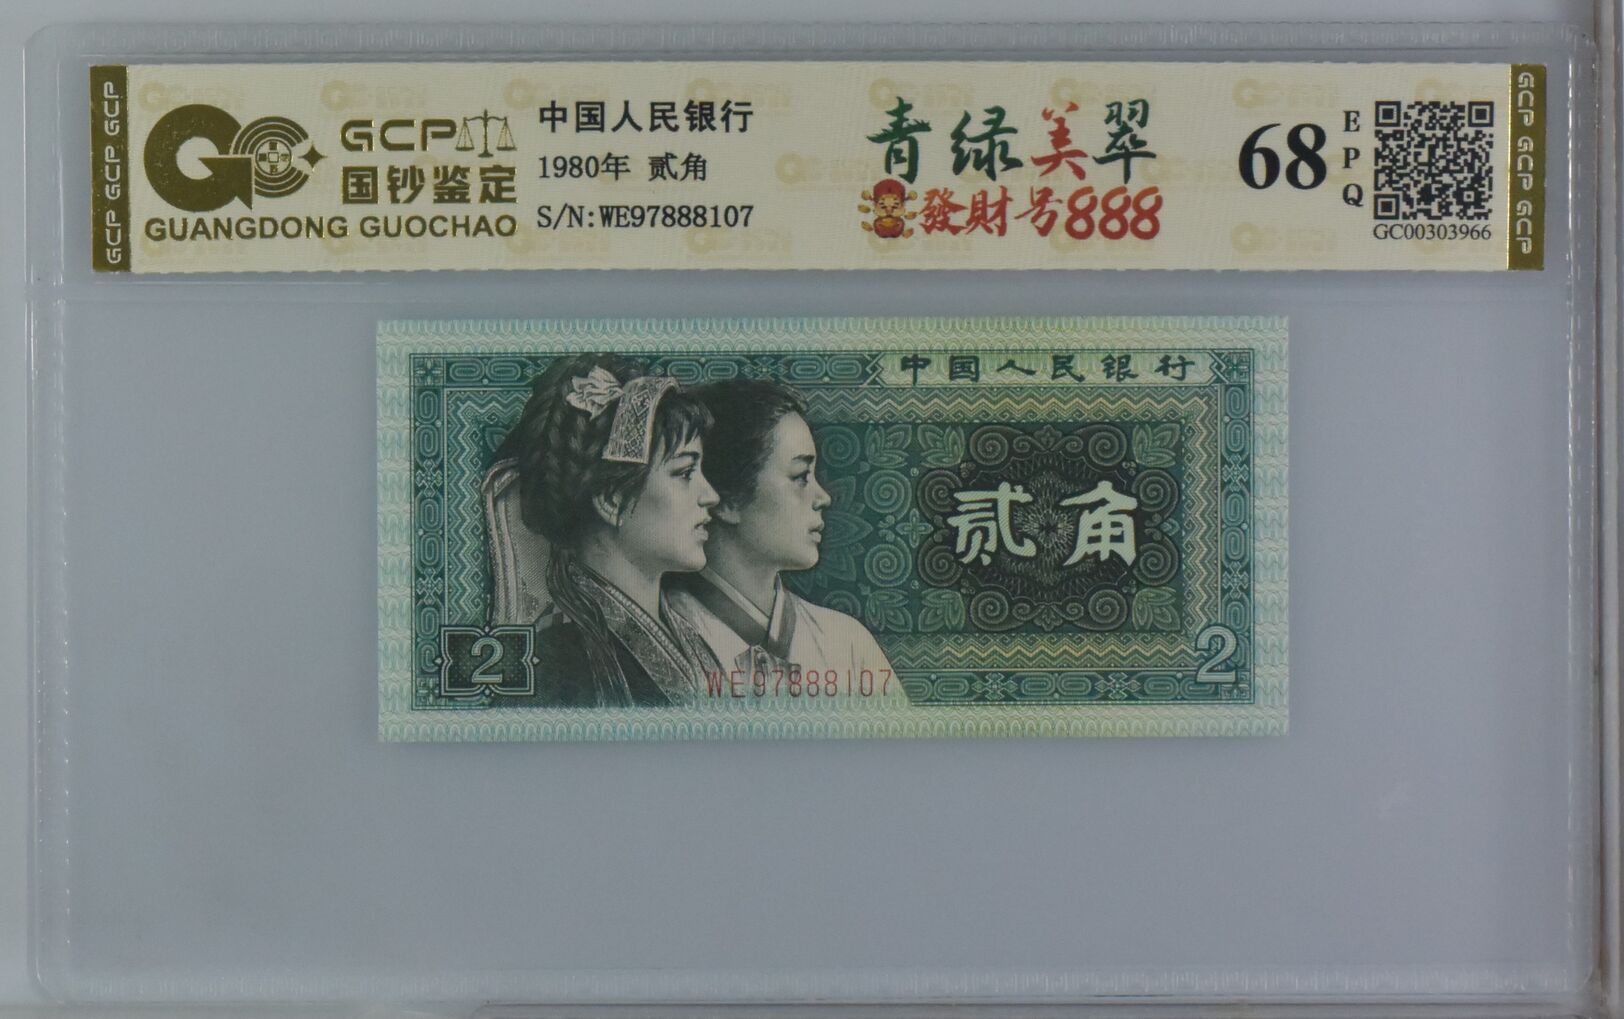 GCP GCP GCP
GCP
国钞鉴定
GUANGDONG GUOCHAO
中国人民银行
1980年 贰角
S/N:WE97888107
青绿美翠
發財号888
68
EPQ
GC00303966
GCP GCP GCP
中国人民银行
贰角
2
WE97888107
2